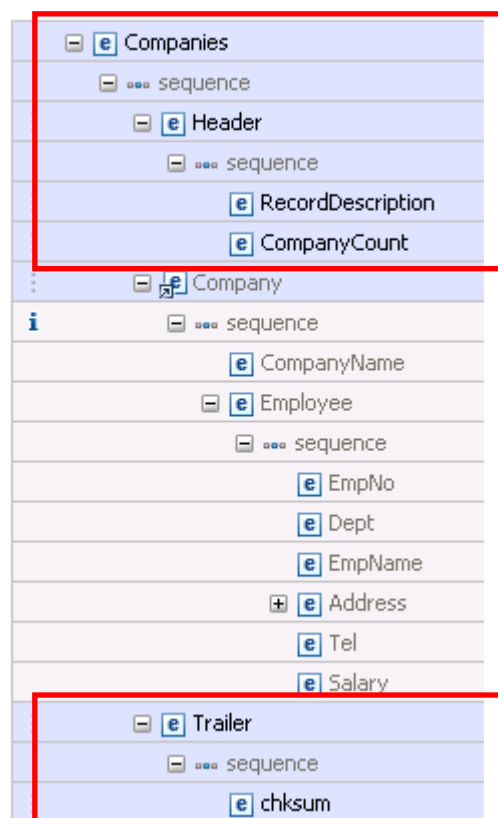 e Companies
sequence
e Header
sequence
e RecordDescription
e CompanyCount
e Company
i sequence
e CompanyName
e Employee
sequence
e EmpNo
e Dept
e EmpName
e Address
e Tel
e Salary
e Trailer
sequence
e chksum